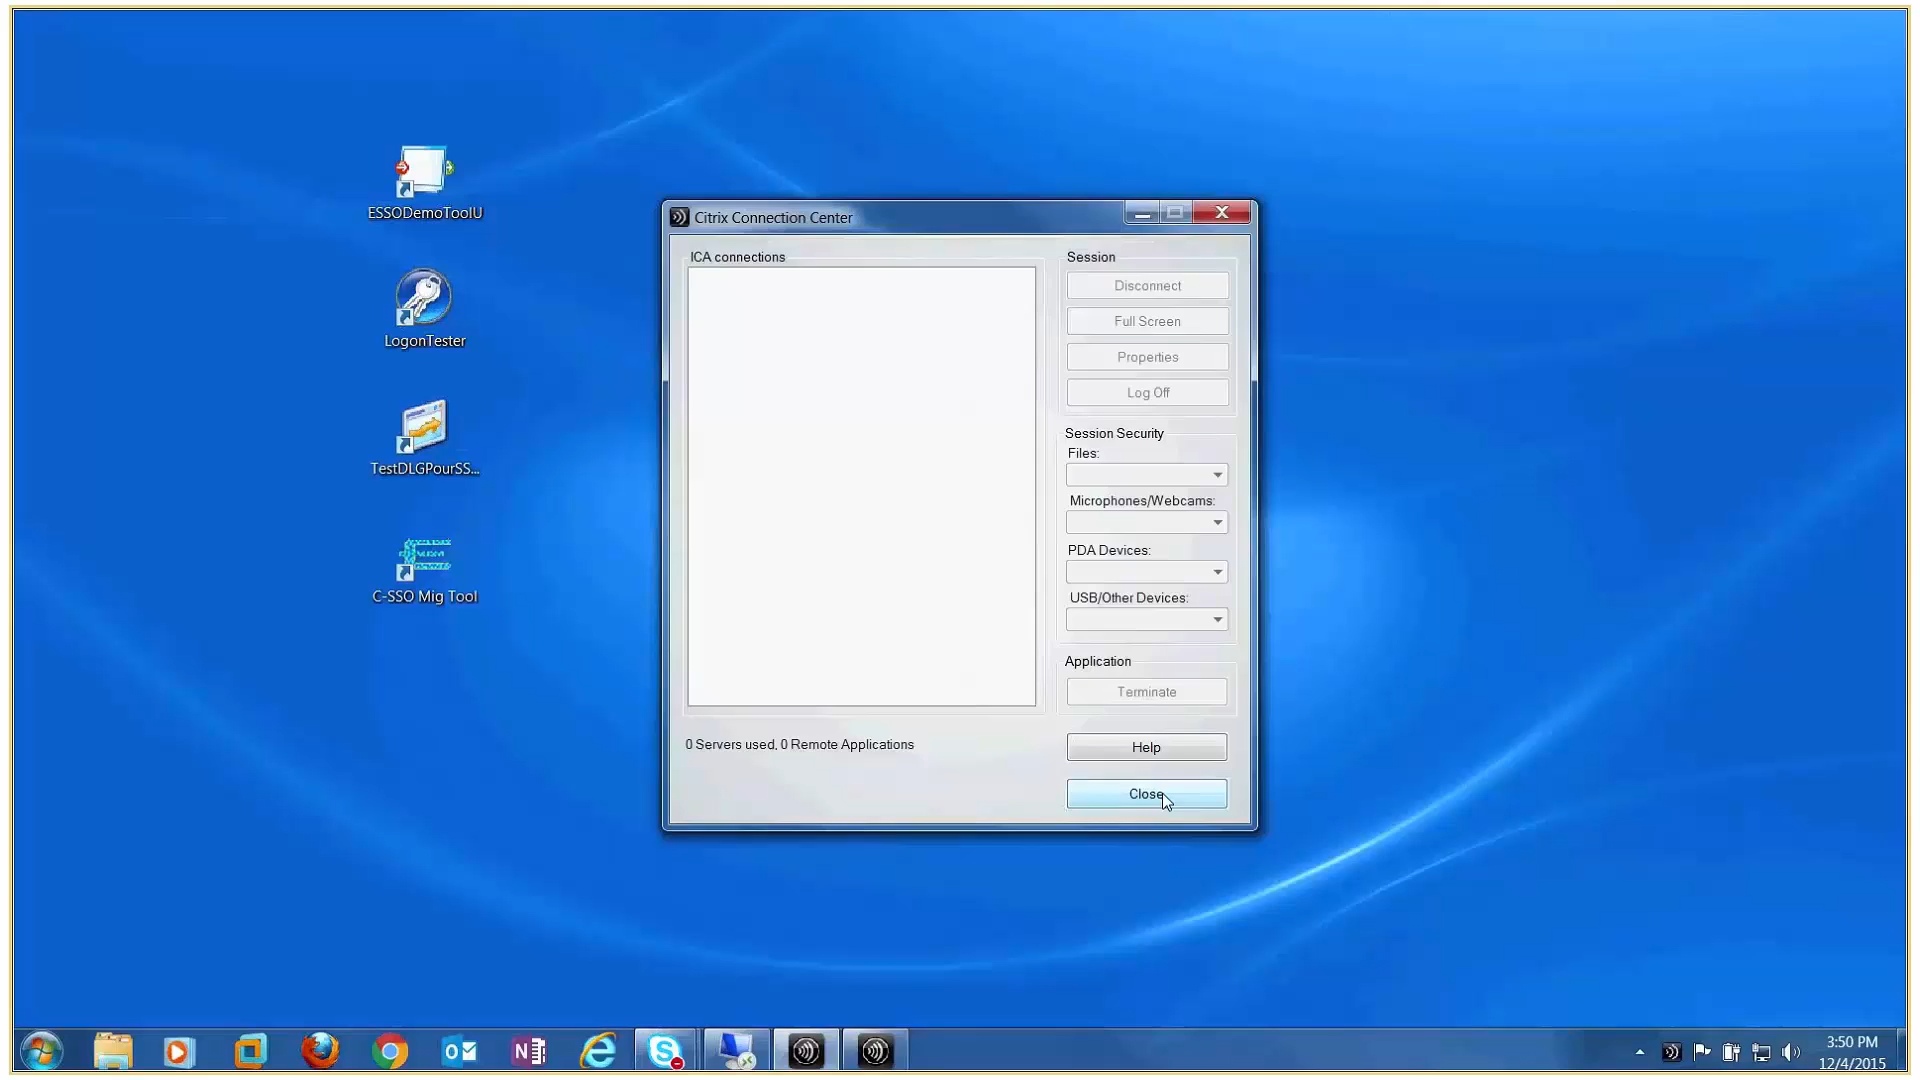 ESSODemoToolU
LogonTester
TestDLGPourSS...
C-SSO Mig Tool
Citrix Connection Center
ICA connections
0 Servers used, 0 Remote Applications
Session
Disconnect
Full Screen
Properties
Log Off
Session Security
Files:
Microphones/Webcams:
PDA Devices:
USB/Other Devices:
Application
Terminate
Help
Close
3:50 PM
12/4/2015